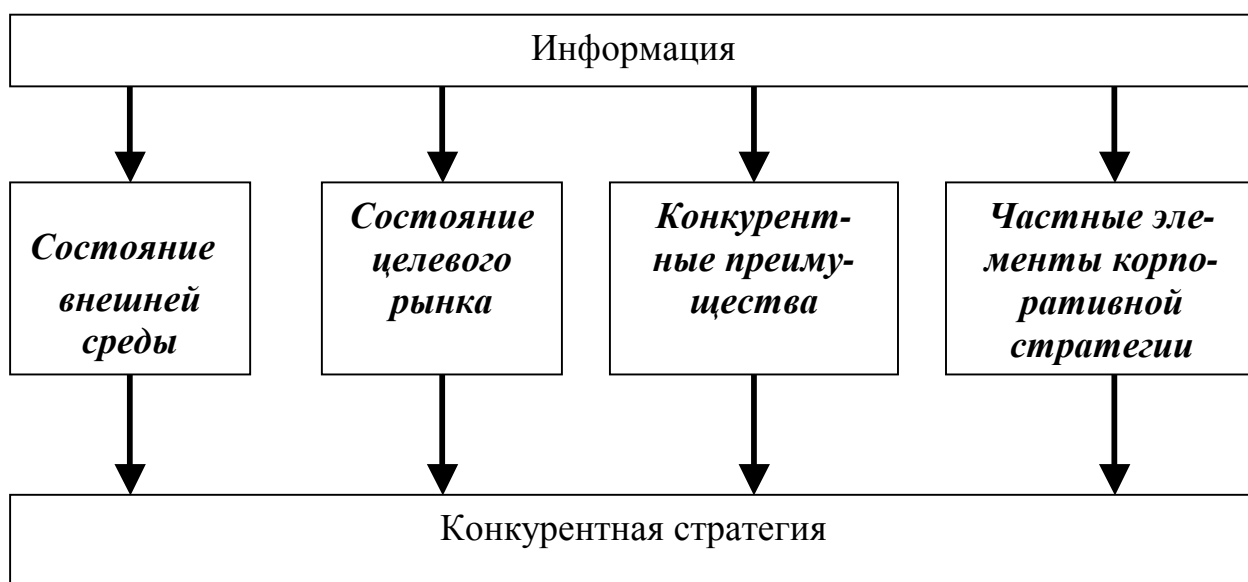 Информация
Состояние
внешней
среды
Состояние
целевого
рынка
Конкурент-
ные преиму-
щества
Частные эле-
менты корпо-
ративной
стратегии
Конкурентная стратегия